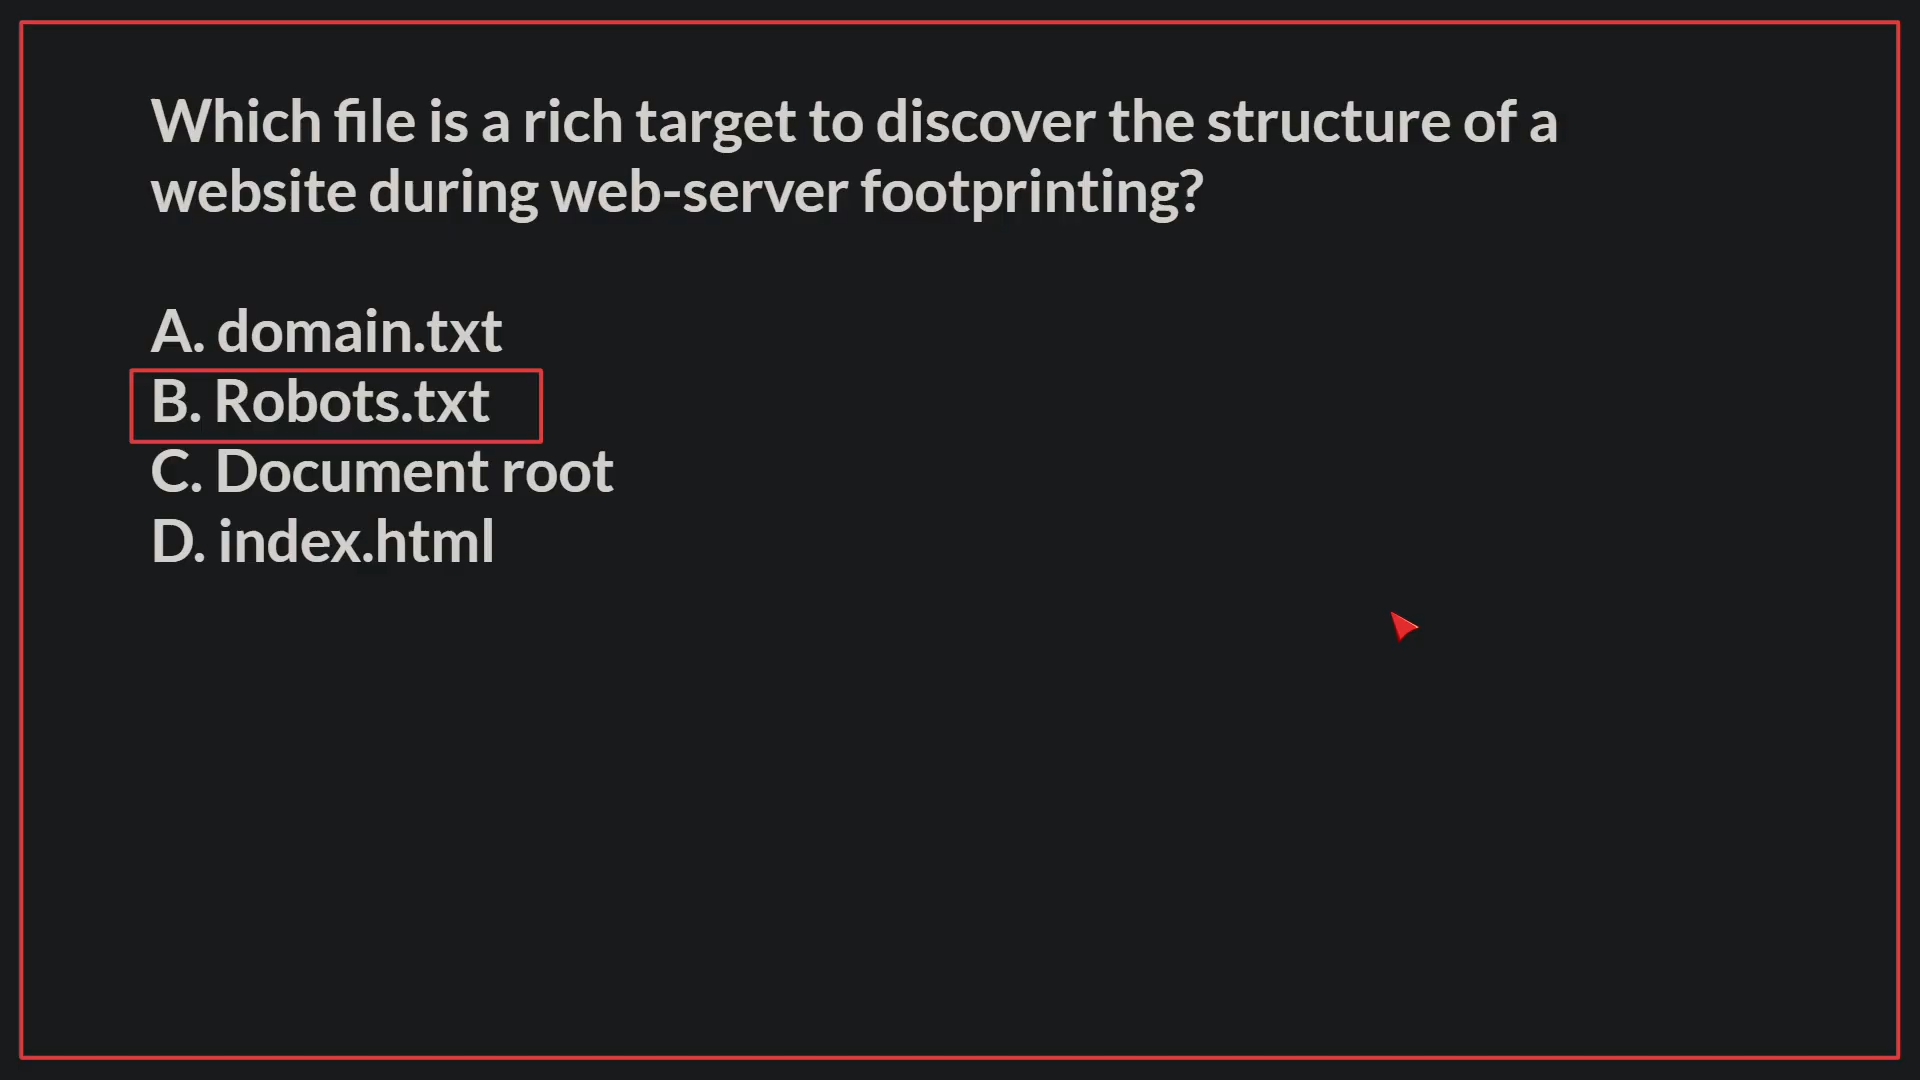 Which file is a rich target to discover the structure of a
website during web-server footprinting?
A. domain.txt
B. Robots.txt
C. Document root
D. index.html